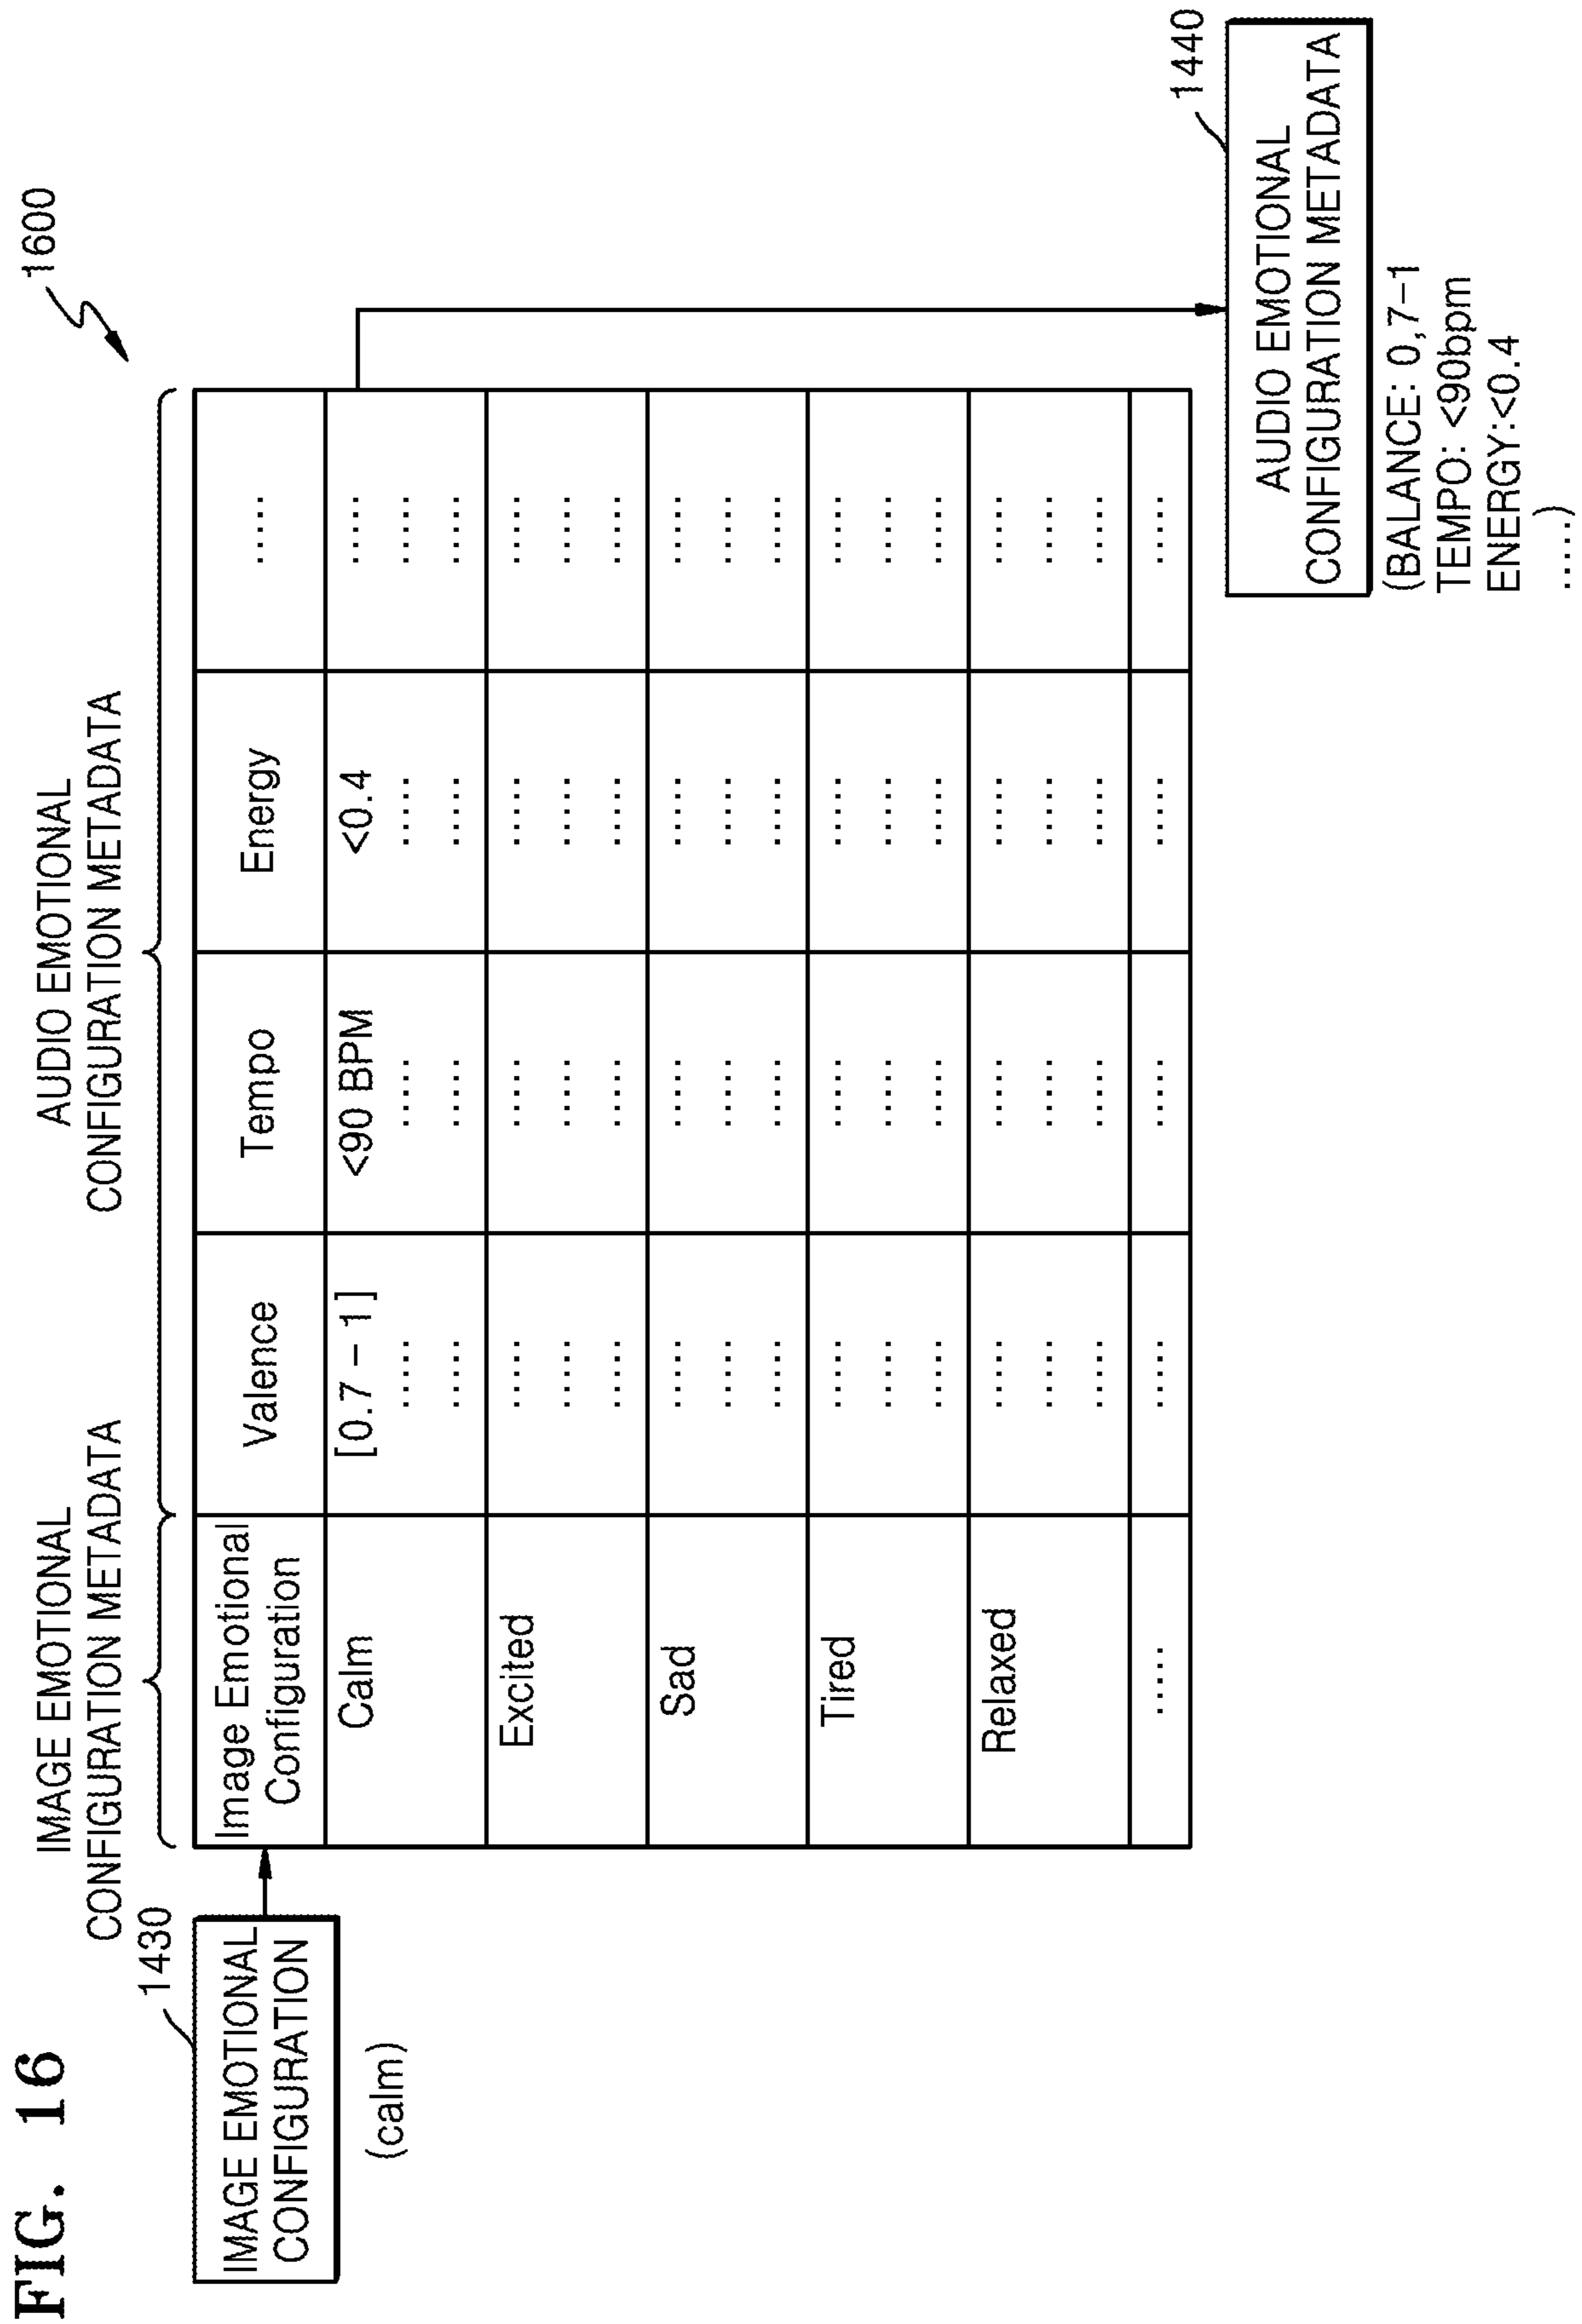 FIG. 16
1600
IMAGE EMOTIONAL
CONFIGURATION METADATA
AUDIO EMOTIONAL
CONFIGURATION METADATA
1430
IMAGE EMOTIONAL
CONFIGURATION
(calm)
Image Emotional
Configuration
Valence
Tempo
Energy
.....
Calm
[0.7 – 1]
<90 BPM
<0.4
.....
..... ..... ..... .....
..... ..... ..... .....
Excited
..... ..... ..... .....
..... ..... ..... .....
..... ..... ..... .....
Sad
..... ..... ..... .....
..... ..... ..... .....
..... ..... ..... .....
Tired
..... ..... ..... .....
..... ..... ..... .....
..... ..... ..... .....
Relaxed
..... ..... ..... .....
..... ..... ..... .....
..... ..... ..... .....
..... ..... ..... ..... .....
1440
AUDIO EMOTIONAL
CONFIGURATION METADATA
(BALANCE: 0,7–1
TEMPO: <90bpm
ENERGY:<0.4
.....)